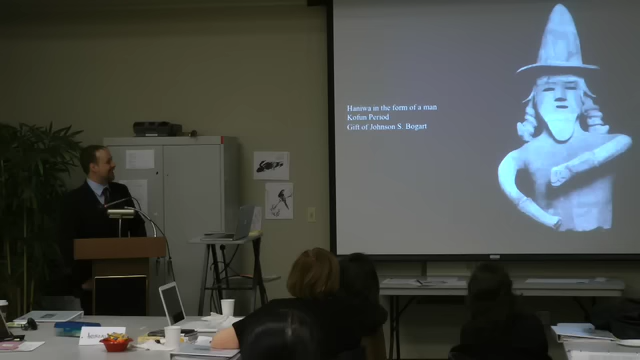 Haniwa in the form of a man
Kofun Period
Gift of Johnson S. Bogart